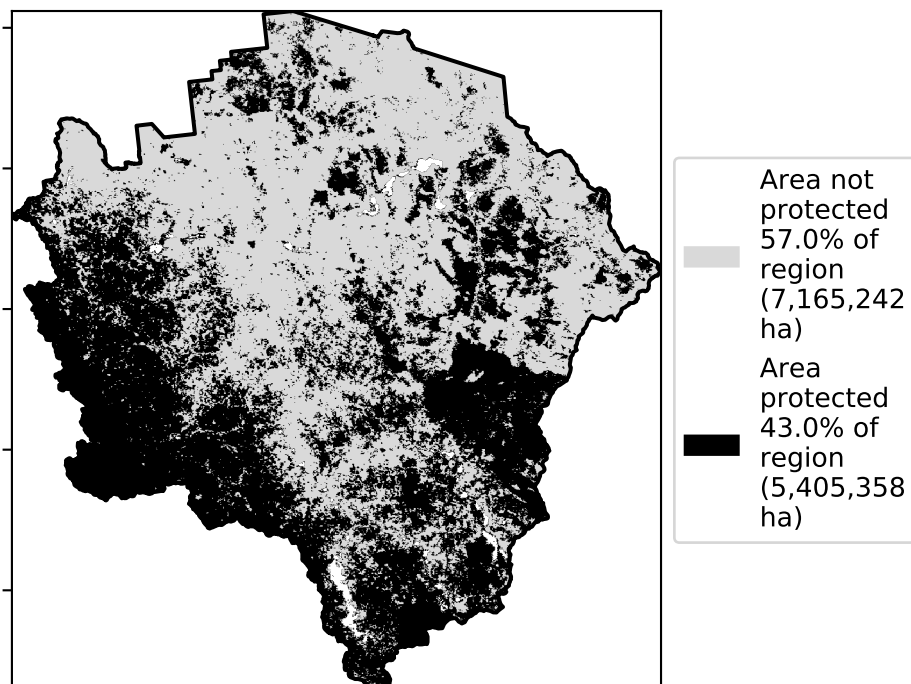 Area not
protected
57.0% of
region
(7,165,242
ha)
Area
protected
43.0% of
region
(5,405,358
ha)